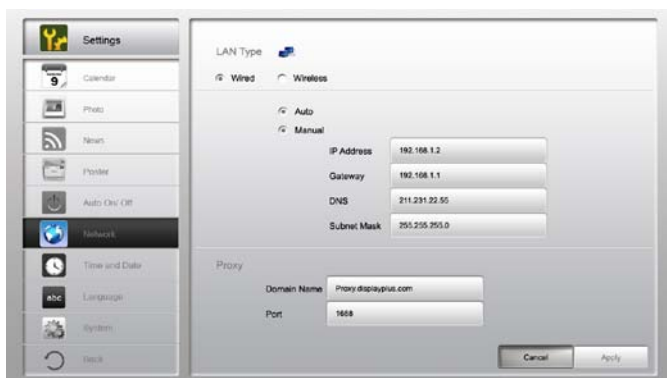 Settings
Calendar
9
Photo
News
Poster
Auto On/ Off
Network
Time and Date
abc
Language
System
Back
LAN Type
Wired
Wireless
Auto
Manual
IP Address
192.168.1.2
Gateway
192.168.1.1
DNS
211.231.22.55
Subnet Mask
255.255.255.0
Proxy
Domain Name
Proxy.displayplus.com
Port
1668
Cancel
Apply